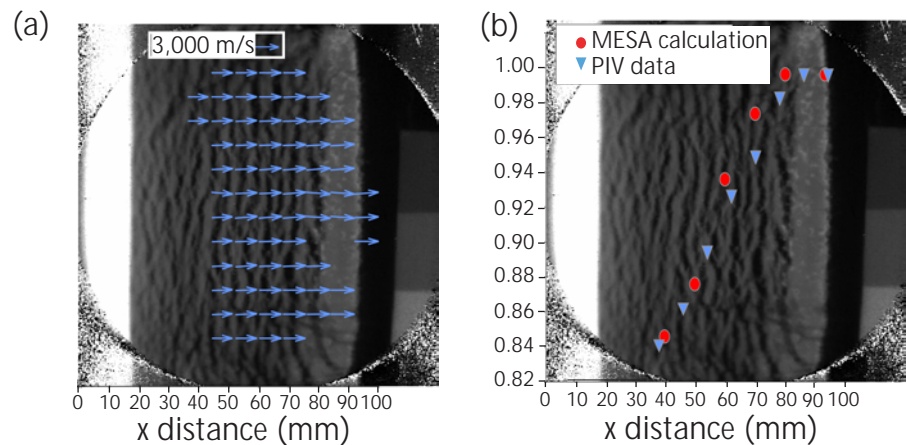 (a)
3,000 m/s
0 10 20 30 40 50 60 70 80 90 100
x distance (mm)
(b)
MESA calculation
PIV data
1.00
0.98
0.96
0.94
0.92
0.90
0.88
0.86
0.84
0.82
0 10 20 30 40 50 60 70 80 90 100
x distance (mm)